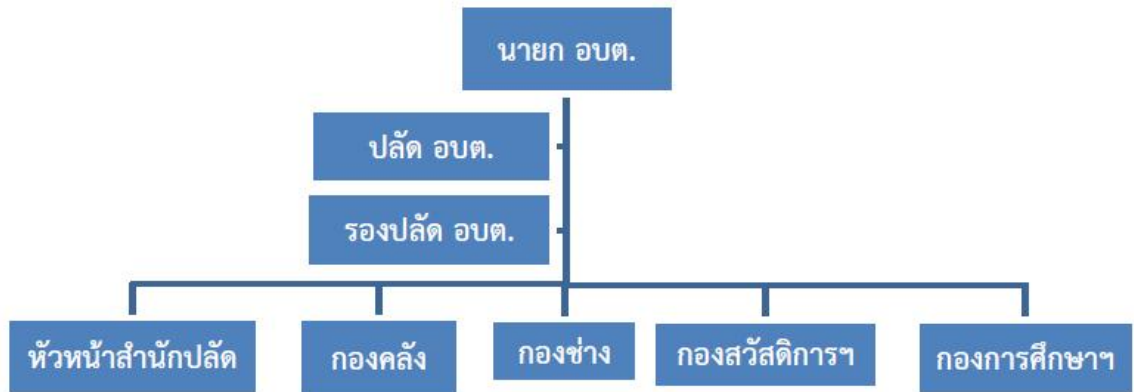 นายก อบต.
ปลัด อบต.
รองปลัด อบต.
หัวหน้าสำนักปลัด
กองคลัง
กองช่าง
กองสวัสดิการฯ
กองการศึกษาฯ